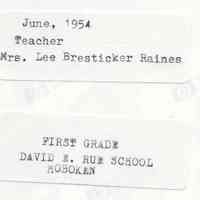 June, 1954
Teacher
Mrs. Lee Bresticker Raines
FIRST GRADE
DAVID E. RUE SCHOOL
HOBOKEN